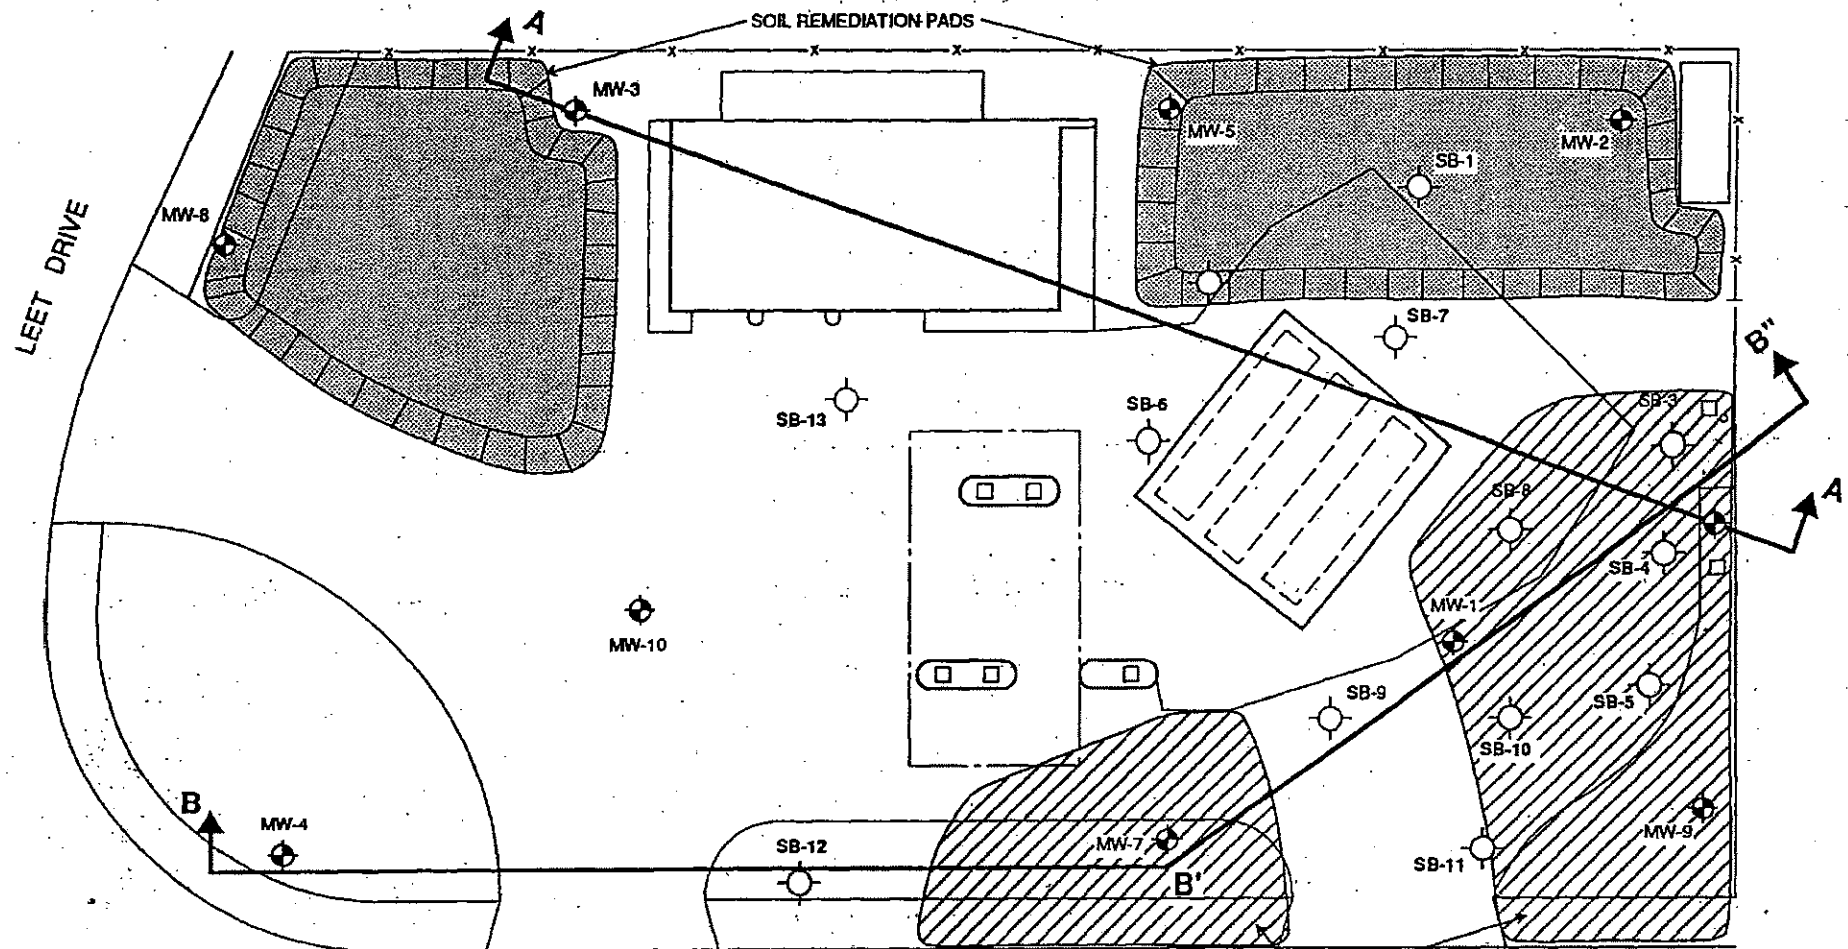 SOIL REMEDIATION PADS
A
MW-3
MW-5
MW-2
SB-1
MW-8
LEET DRIVE
SB-7
B"
SB-13
SB-6
SB-3
SB-8
A
SB-4
MW-1
MW-10
SB-9
SB-5
SB-10
B
MW-4
SB-12
MW-7
MW-9
SB-11
B'